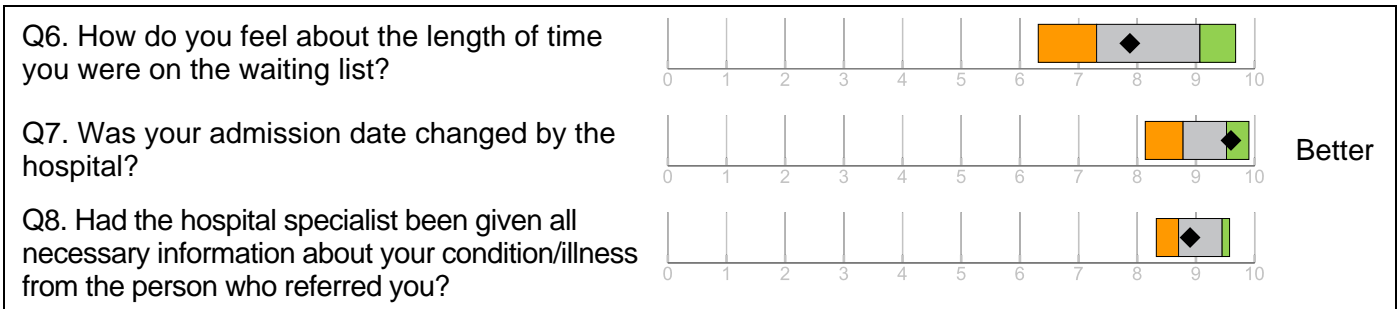 Q6. How do you feel about the length of time
you were on the waiting list?
0 1 2 3 4 5 6 7 8 9 10
Q7. Was your admission date changed by the
hospital?
0 1 2 3 4 5 6 7 8 9 10
Better
Q8. Had the hospital specialist been given all
necessary information about your condition/illness
from the person who referred you?
0 1 2 3 4 5 6 7 8 9 10